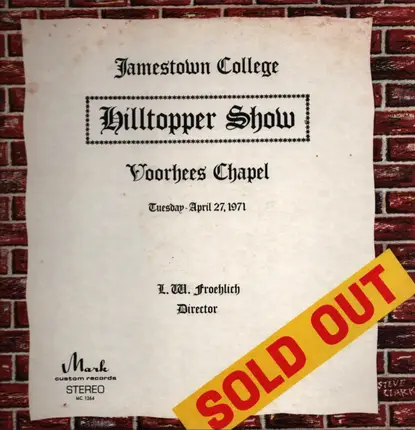 Jamestown College
Hilltopper Show
Voorhees Chapel
Tuesday-April 27, 1971
L. W. Froehlich
Director
Mark
custom records
STEREO
MC 1264
SOLD OUT
STEVE